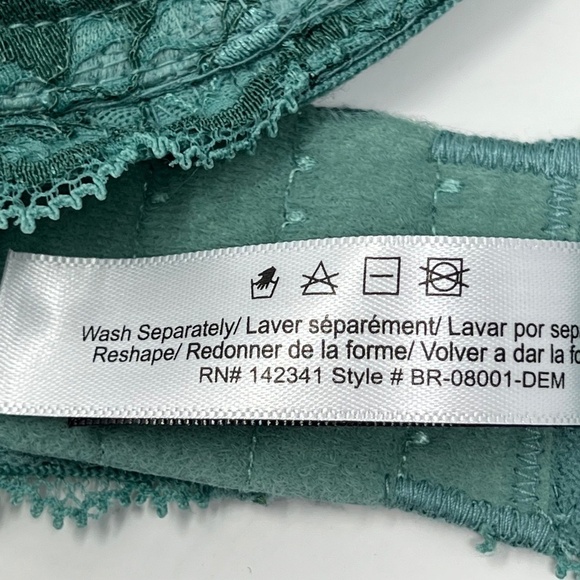 Wash Separately/ Laver séparément/ Lavar por sep
Reshape/ Redonner de la forme/ Volver a dar la fo
RN# 142341 Style # BR-08001-DEM